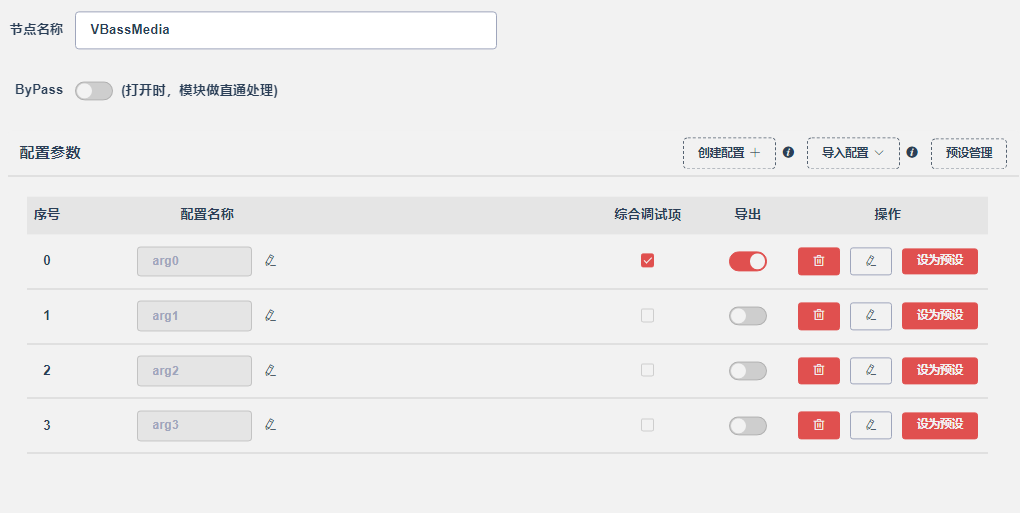 节点名称 VBassMedia
ByPass (打开时，模块做直通处理)
配置参数 创建配置 导入配置 预设管理
序号 配置名称 综合调试项 导出 操作
0 arg0 设为预设
1 arg1 设为预设
2 arg2 设为预设
3 arg3 设为预设